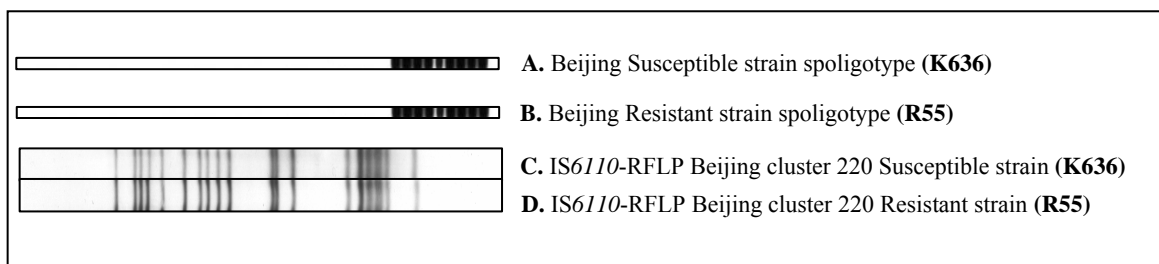 A. Beijing Susceptible strain spoligotype (K636)
B. Beijing Resistant strain spoligotype (R55)
C. IS6110-RFLP Beijing cluster 220 Susceptible strain (K636)
D. IS6110-RFLP Beijing cluster 220 Resistant strain (R55)